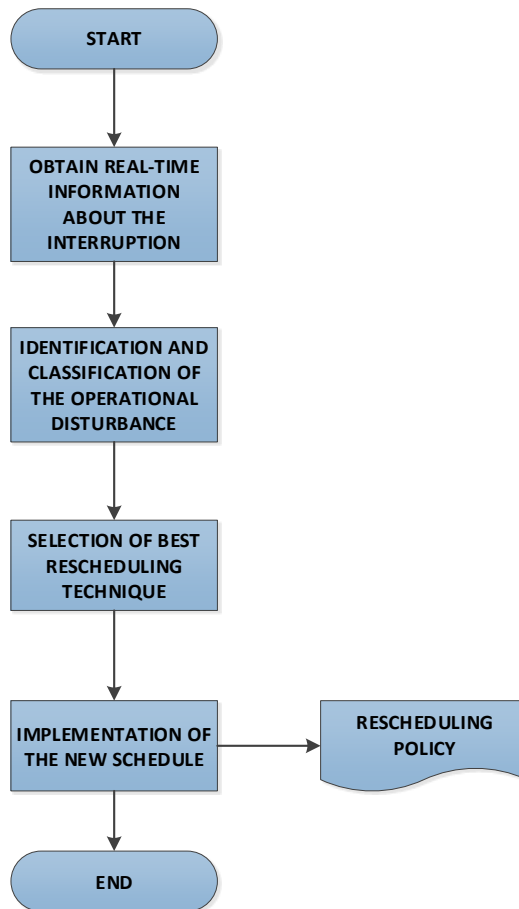 START
OBTAIN REAL-TIME
INFORMATION
ABOUT THE
INTERRUPTION
IDENTIFICATION AND
CLASSIFICATION OF
THE OPERATIONAL
DISTURBANCE
SELECTION OF BEST
RESCHEDULING
TECHNIQUE
IMPLEMENTATION OF
THE NEW SCHEDULE
RESCHEDULING
POLICY
END